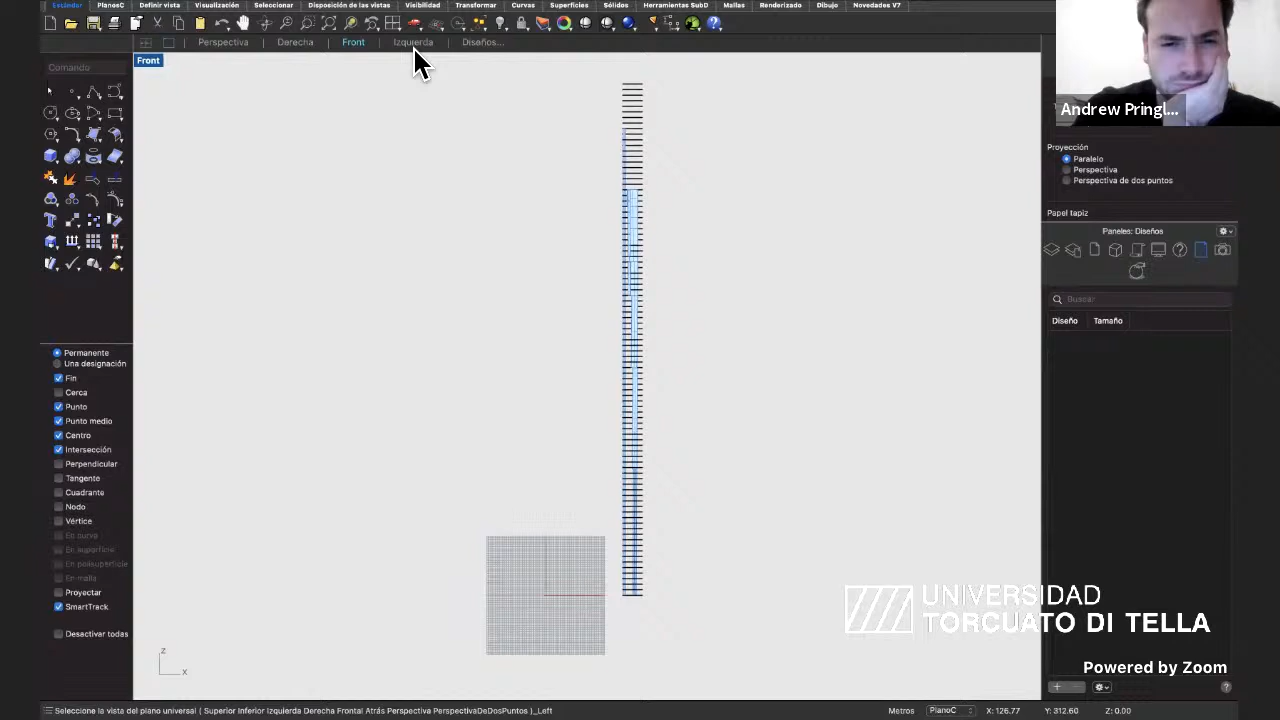 Estándar PlanosC Definir vista Visualización Seleccionar Disposición de las vistas Visibilidad Transformar Curvas Superficies Sólidos Herramientas SubD Mallas Renderizado Dibujo Novedades V7
Perspectiva Derecha Front Izquierda Diseños...
Front
Comando
Andrew Pringl...
Proyección
Paralelo
Perspectiva
Perspectiva de dos puntos
Papel tapiz
Paneles: Diseños
Buscar
Diseño Tamaño
Permanente
Una designación
Fin
Cerca
Punto
Punto medio
Centro
Intersección
Perpendicular
Tangente
Cuadrante
Nodo
Vértice
En curva
En superficie
En polisuperficie
En malla
Proyectar
SmartTrack
Desactivar todas
z
x
UNIVERSIDAD
TORCUATO DI TELLA
Powered by Zoom
Seleccione la vista del plano universal ( Superior Inferior Izquierda Derecha Frontal Atrás Perspectiva PerspectivaDeDosPuntos )_Left
Metros PlanoC X: 126.77 Y: 312.60 Z: 0.00